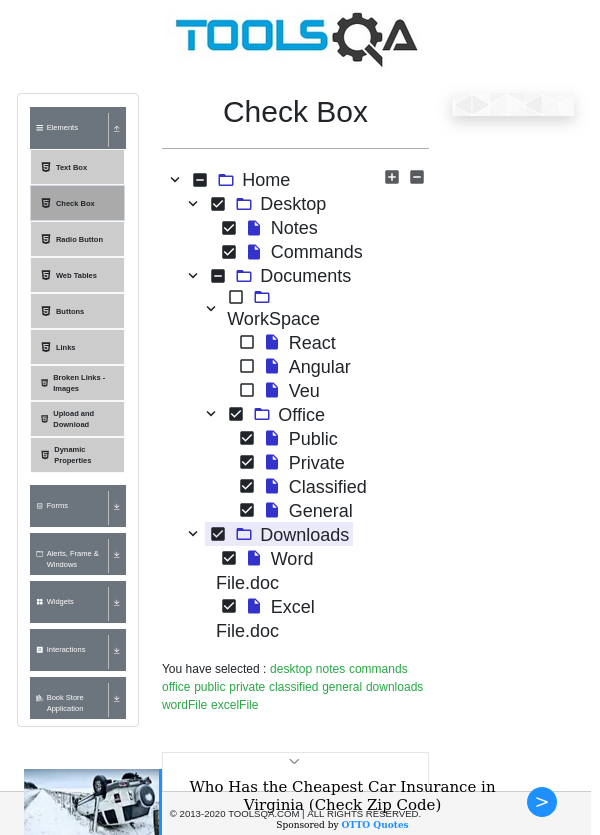 TOOLSQA
Elements
Text Box
Check Box
Radio Button
Web Tables
Buttons
Links
Broken Links -
Images
Upload and
Download
Dynamic
Properties
Forms
Alerts, Frame &
Windows
Widgets
Interactions
Book Store
Application
Check Box
Home
Desktop
Notes
Commands
Documents
WorkSpace
React
Angular
Veu
Office
Public
Private
Classified
General
Downloads
Word
File.doc
Excel
File.doc
You have selected : desktop notes commands
office public private classified general downloads
wordFile excelFile
Who Has the Cheapest Car Insurance in
Virginia (Check Zip Code)
© 2013-2020 TOOLSQA.COM | ALL RIGHTS RESERVED.
Sponsored by OTTO Quotes